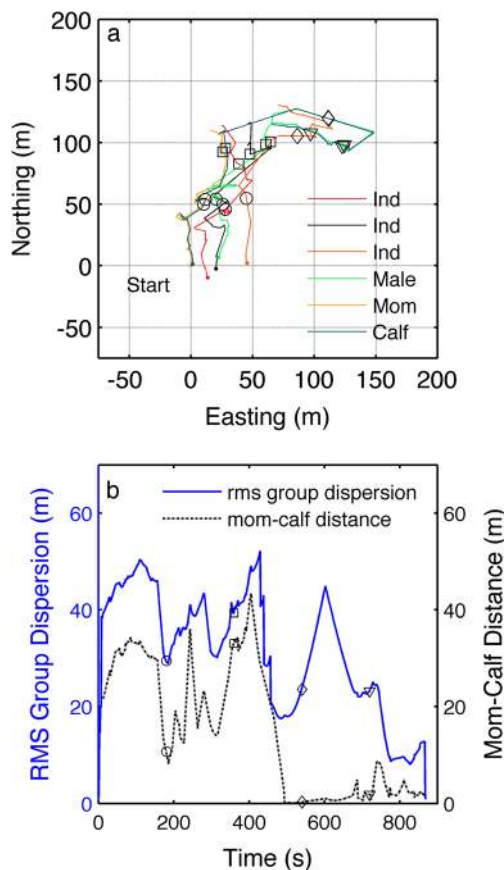 200
a
150
100
50
0
-50
Northing (m)
Ind
Ind
Ind
Male
Mom
Calf
Start
-50 0 50 100 150 200
Easting (m)
b
rms group dispersion
mom-calf distance
60 60
40 40
20 20
0 0
RMS Group Dispersion (m)
Mom-Calf Distance (m)
0 200 400 600 800
Time (s)